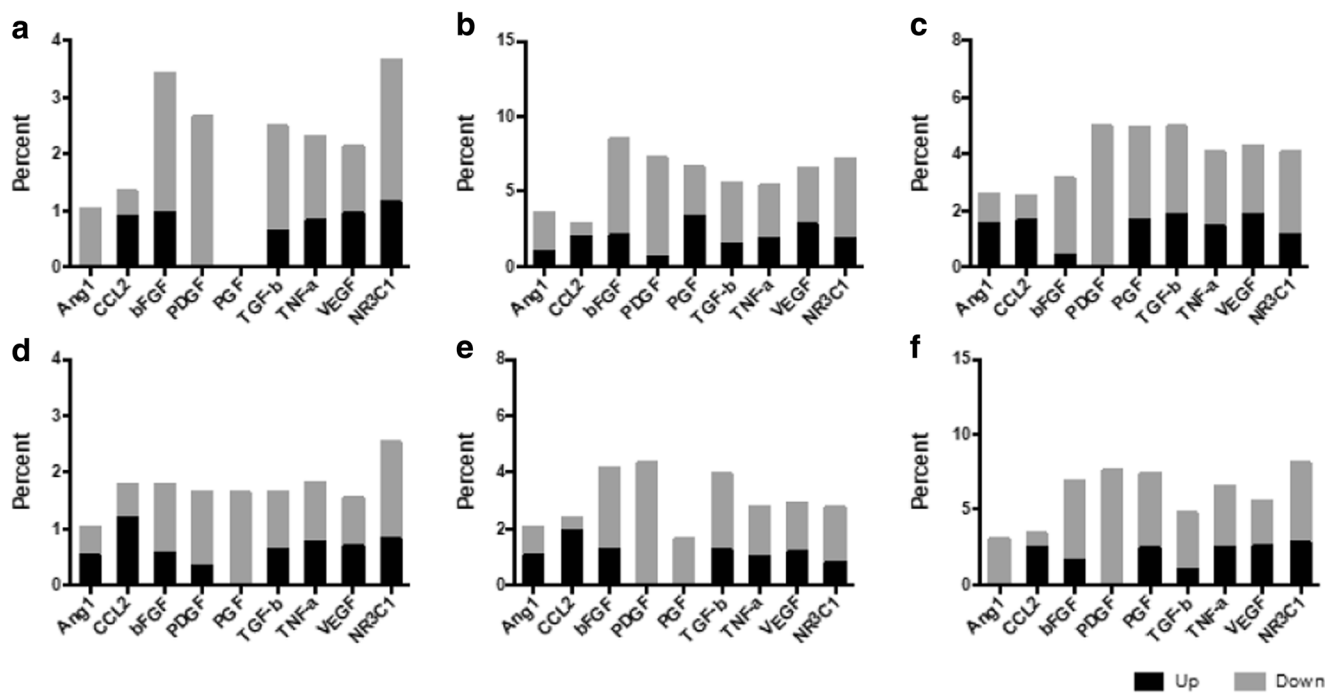 a
Percent
4
3
2
1
0
Ang1
CCL2
bFGF
PDGF
PGF
TGF-b
TNF-a
VEGF
NR3C1
b
Percent
15
10
5
0
Ang1
CCL2
bFGF
PDGF
PGF
TGF-b
TNF-a
VEGF
NR3C1
c
Percent
8
6
4
2
0
Ang1
CCL2
bFGF
PDGF
PGF
TGF-b
TNF-a
VEGF
NR3C1
d
Percent
4
3
2
1
0
Ang1
CCL2
bFGF
PDGF
PGF
TGF-b
TNF-a
VEGF
NR3C1
e
Percent
8
6
4
2
0
Ang1
CCL2
bFGF
PDGF
PGF
TGF-b
TNF-a
VEGF
NR3C1
f
Percent
15
10
5
0
Ang1
CCL2
bFGF
PDGF
PGF
TGF-b
TNF-a
VEGF
NR3C1
Up Down